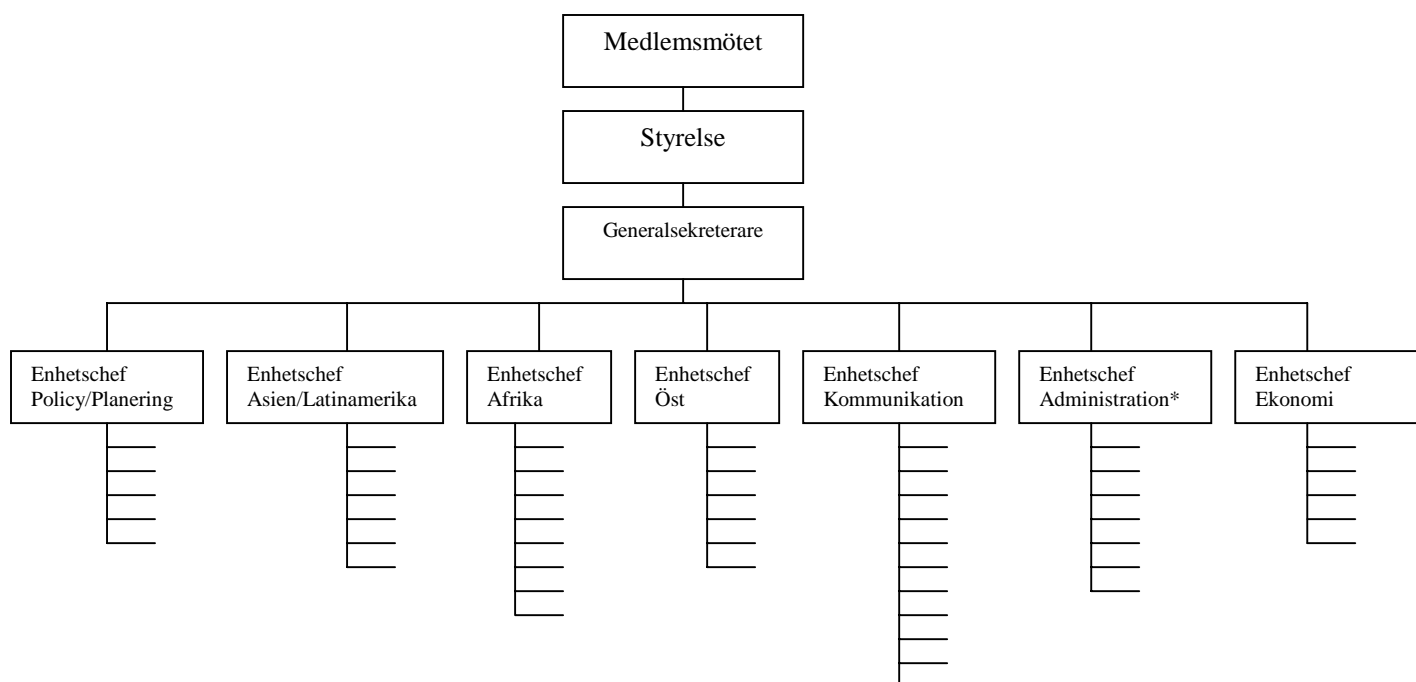 Medlemsmötet
Styrelse
Generalsekreterare
Enhetschef
Policy/Planering
Enhetschef
Asien/Latinamerika
Enhetschef
Afrika
Enhetschef
Öst
Enhetschef
Kommunikation
Enhetschef
Administration*
Enhetschef
Ekonomi